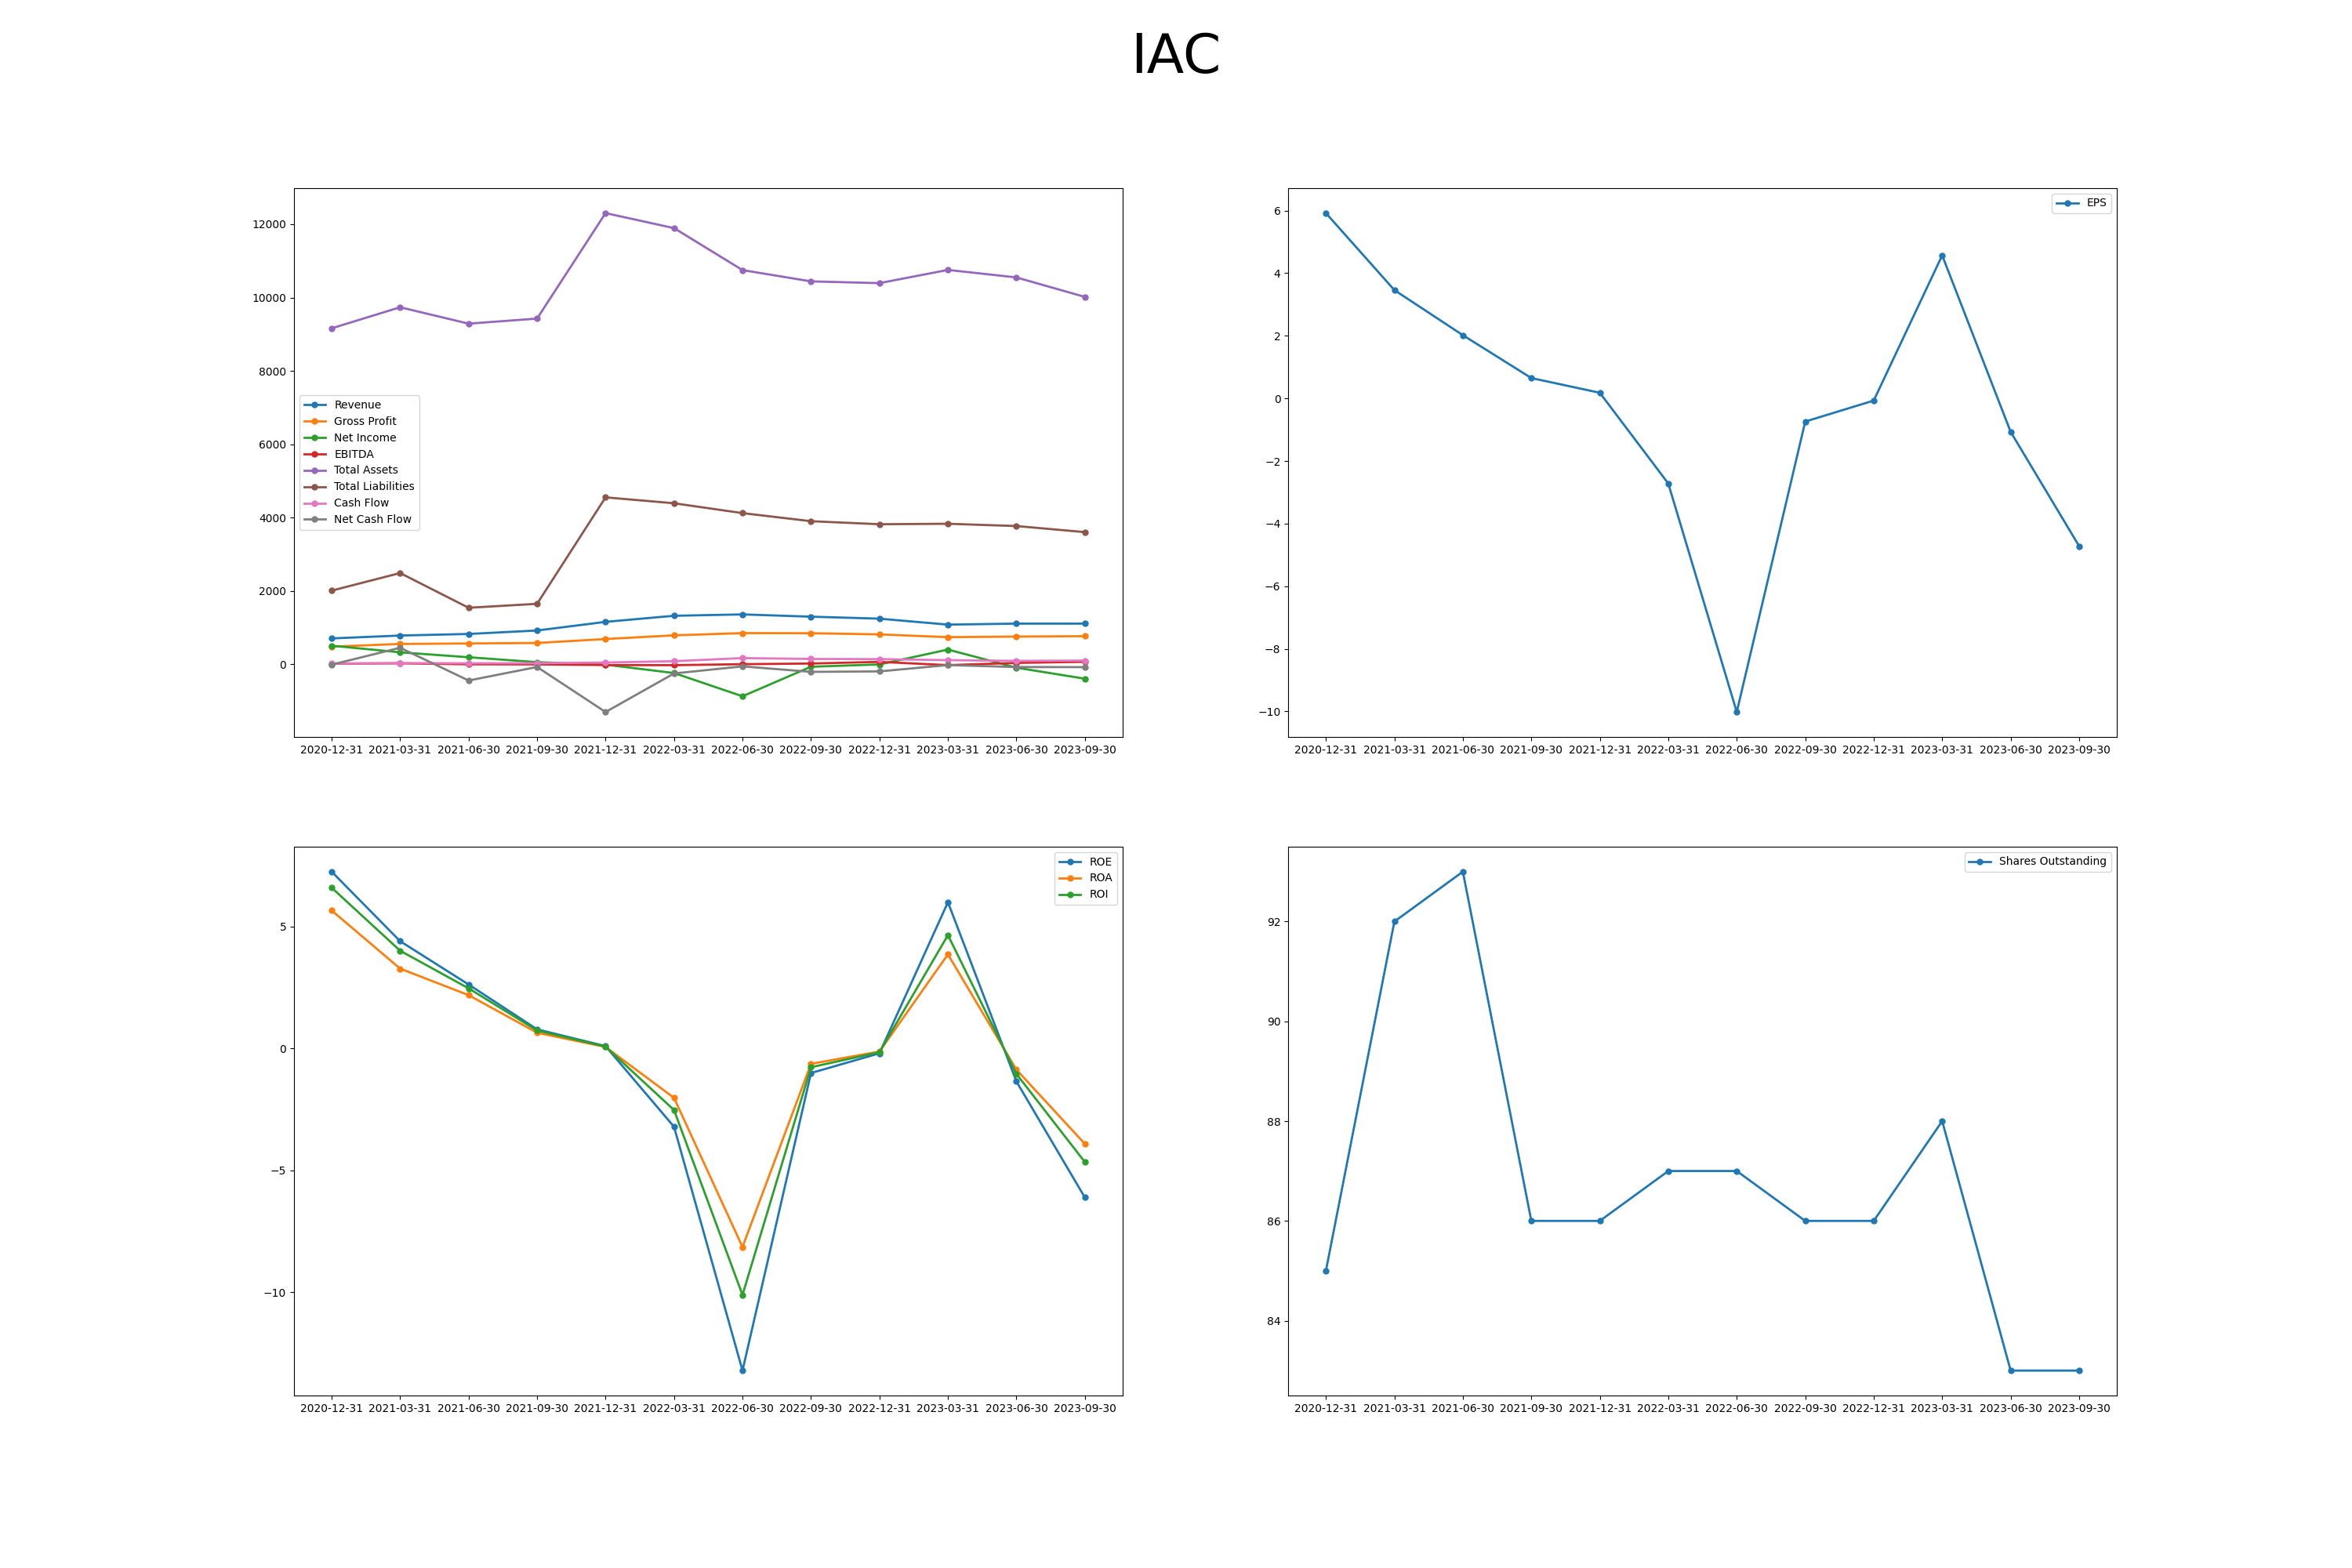 IAC
12000
10000
8000
6000
4000
2000
0
Revenue
Gross Profit
Net Income
EBITDA
Total Assets
Total Liabilities
Cash Flow
Net Cash Flow
2020-12-31 2021-03-31 2021-06-30 2021-09-30 2021-12-31 2022-03-31 2022-06-30 2022-09-30 2022-12-31 2023-03-31 2023-06-30 2023-09-30
6
4
2
0
−2
−4
−6
−8
−10
EPS
2020-12-31 2021-03-31 2021-06-30 2021-09-30 2021-12-31 2022-03-31 2022-06-30 2022-09-30 2022-12-31 2023-03-31 2023-06-30 2023-09-30
5
0
−5
−10
ROE
ROA
ROI
2020-12-31 2021-03-31 2021-06-30 2021-09-30 2021-12-31 2022-03-31 2022-06-30 2022-09-30 2022-12-31 2023-03-31 2023-06-30 2023-09-30
92
90
88
86
84
Shares Outstanding
2020-12-31 2021-03-31 2021-06-30 2021-09-30 2021-12-31 2022-03-31 2022-06-30 2022-09-30 2022-12-31 2023-03-31 2023-06-30 2023-09-30